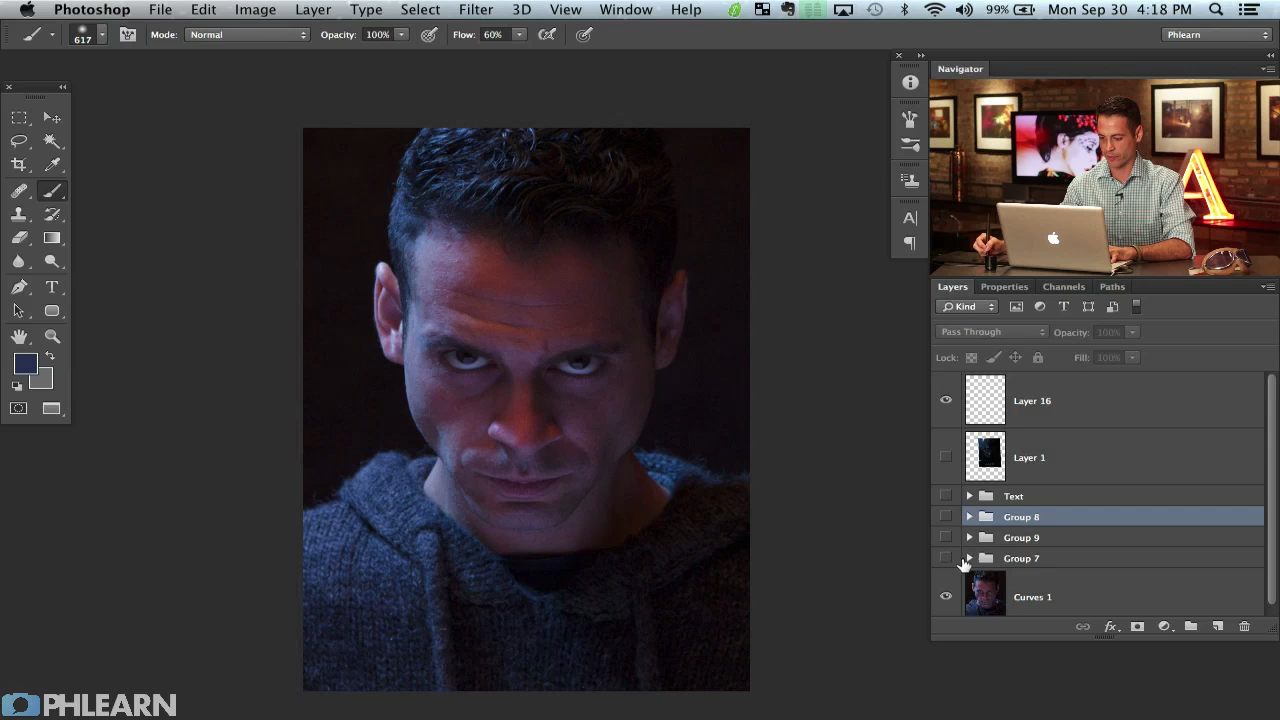 Photoshop File Edit Image Layer Type Select Filter 3D View Window Help 99% Mon Sep 30 4:18 PM
617 Mode: Normal Opacity: 100% Flow: 60% Phlearn
Navigator
A
Layers Properties Channels Paths
Kind T
Pass Through Opacity: 100%
Lock: Fill: 100%
Layer 16
Layer 1
Text
Group 8
Group 9
Group 7
Curves 1
fx
PHLEARN